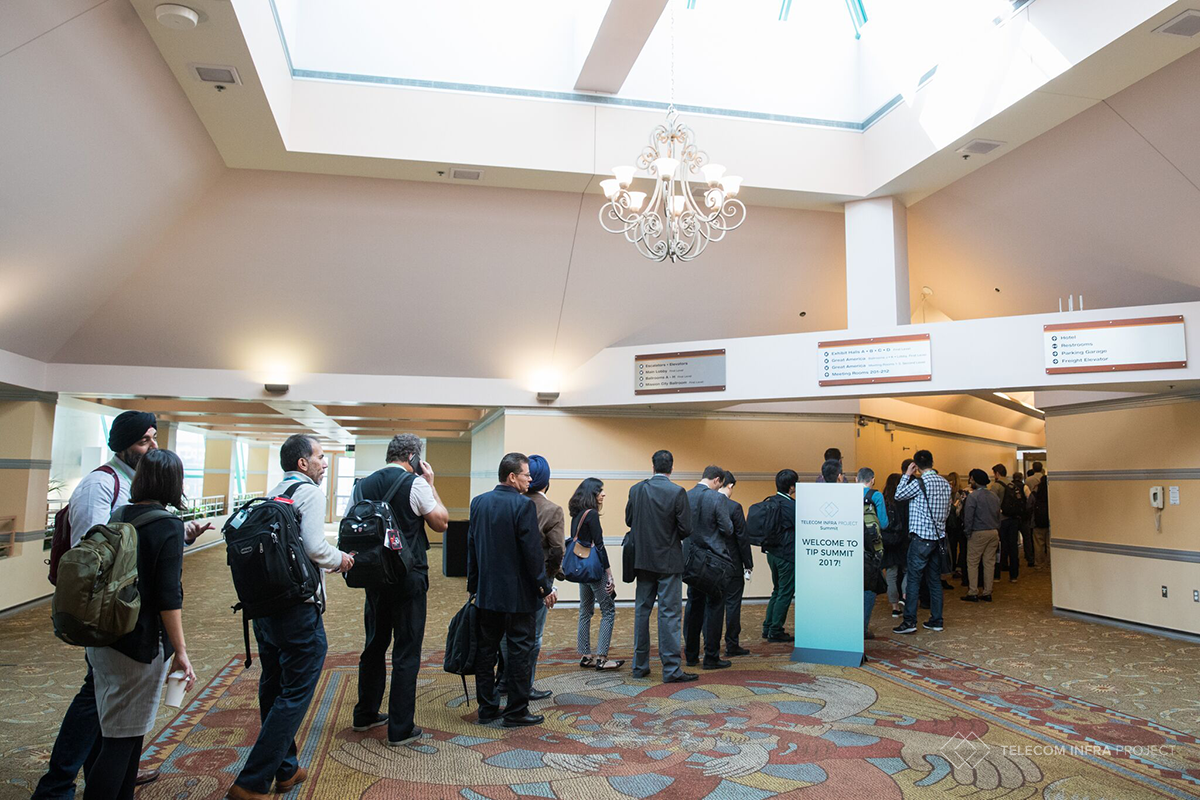 Escalators / Elevators
Main Lobby
Ballrooms A - H
Mission City Ballroom
Exhibit Halls A • B • C • D
Great America
Great America
Meeting Rooms 201-212
Hotel
Restrooms
Parking Garage
Freight Elevator
TELECOM INFRA PROJECT
Summit
WELCOME TO
TIP SUMMIT
2017!
TELECOM INFRA PROJECT